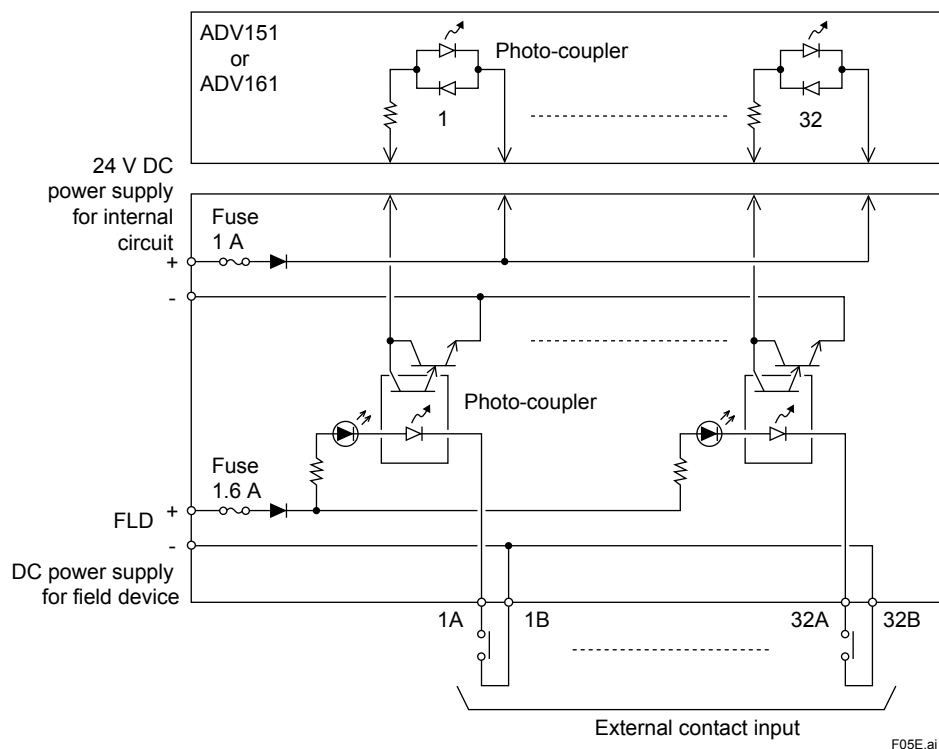 ADV151
or
ADV161
Photo-coupler
1
32
24 V DC
power supply
for internal
circuit
Fuse
1 A
+
-
Photo-coupler
Fuse
1.6 A
FLD
+
-
DC power supply
for field device
1A
1B
32A
32B
External contact input
F05E.ai